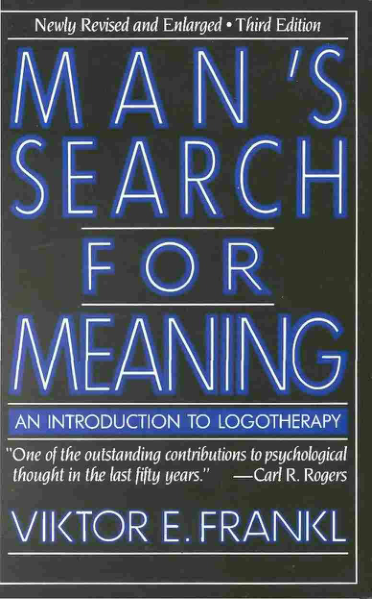 Newly Revised and Enlarged • Third Edition
MAN'S
SEARCH
FOR
MEANING
AN INTRODUCTION TO LOGOTHERAPY
"One of the outstanding contributions to psychological
thought in the last fifty years." —Carl R. Rogers
VIKTOR E. FRANKL